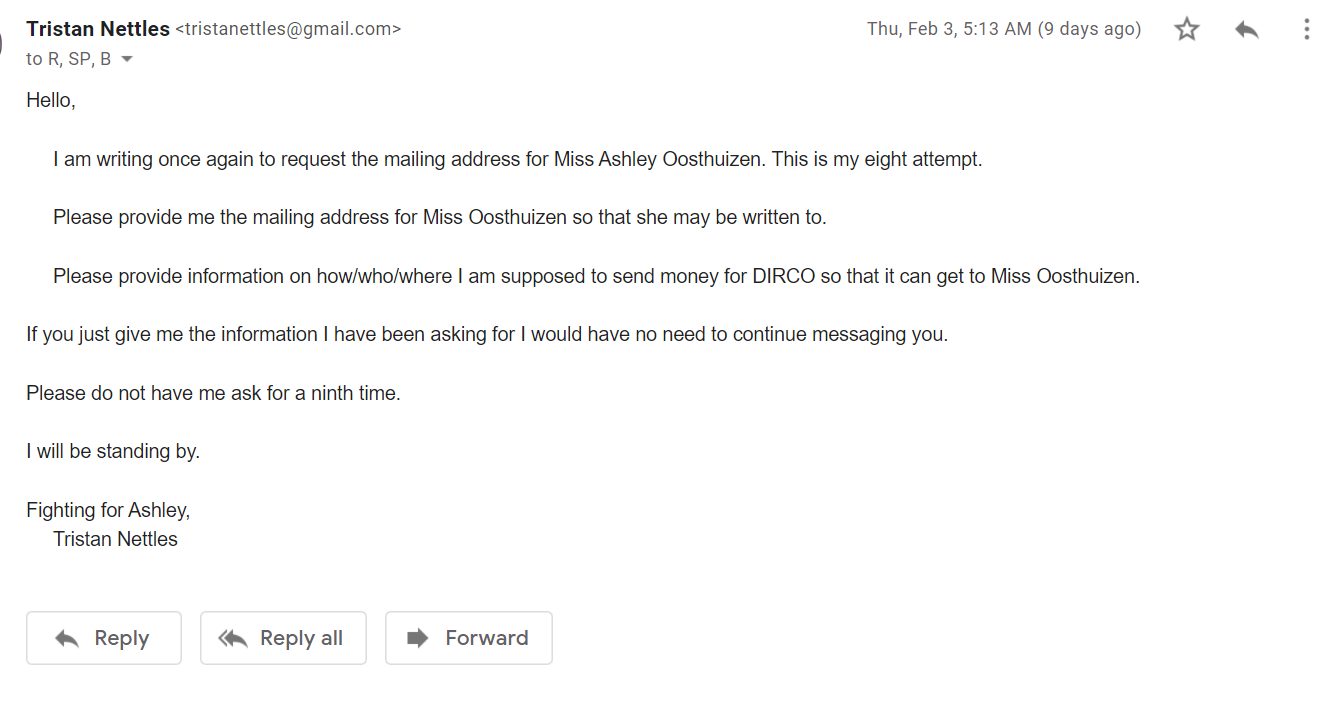 Tristan Nettles <tristanettles@gmail.com>
Thu, Feb 3, 5:13 AM (9 days ago)
to R, SP, B
Hello,
I am writing once again to request the mailing address for Miss Ashley Oosthuizen. This is my eight attempt.
Please provide me the mailing address for Miss Oosthuizen so that she may be written to.
Please provide information on how/who/where I am supposed to send money for DIRCO so that it can get to Miss Oosthuizen.
If you just give me the information I have been asking for I would have no need to continue messaging you.
Please do not have me ask for a ninth time.
I will be standing by.
Fighting for Ashley,
Tristan Nettles
Reply
Reply all
Forward